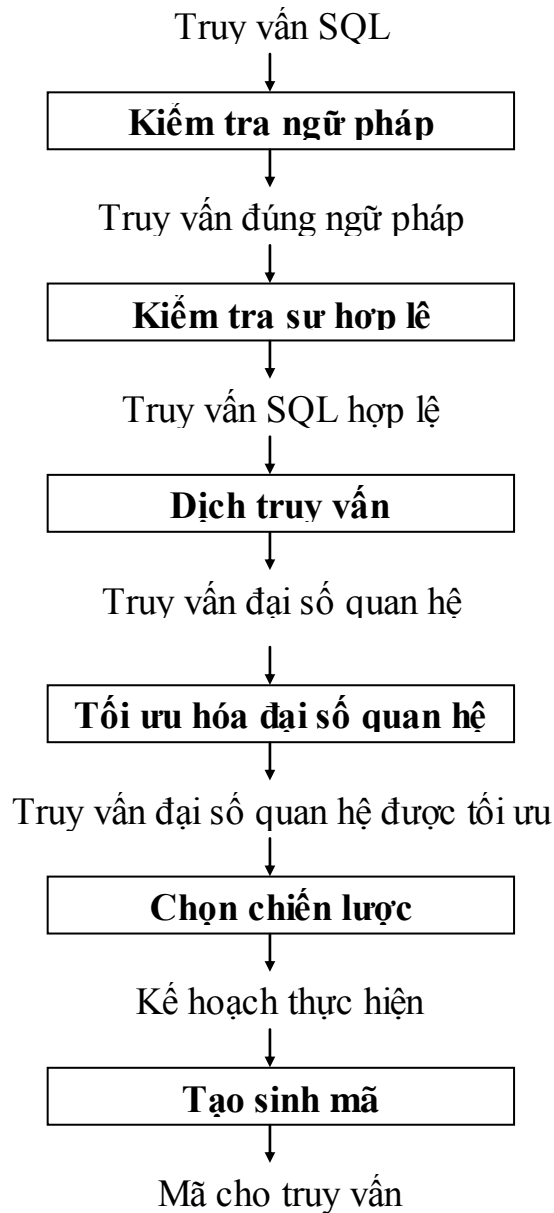 Truy vấn SQL
Kiểm tra ngữ pháp
Truy vấn đúng ngữ pháp
Kiểm tra sự hợp lệ
Truy vấn SQL hợp lệ
Dịch truy vấn
Truy vấn đại số quan hệ
Tối ưu hóa đại số quan hệ
Truy vấn đại số quan hệ được tối ưu
Chọn chiến lược
Kế hoạch thực hiện
Tạo sinh mã
Mã cho truy vấn